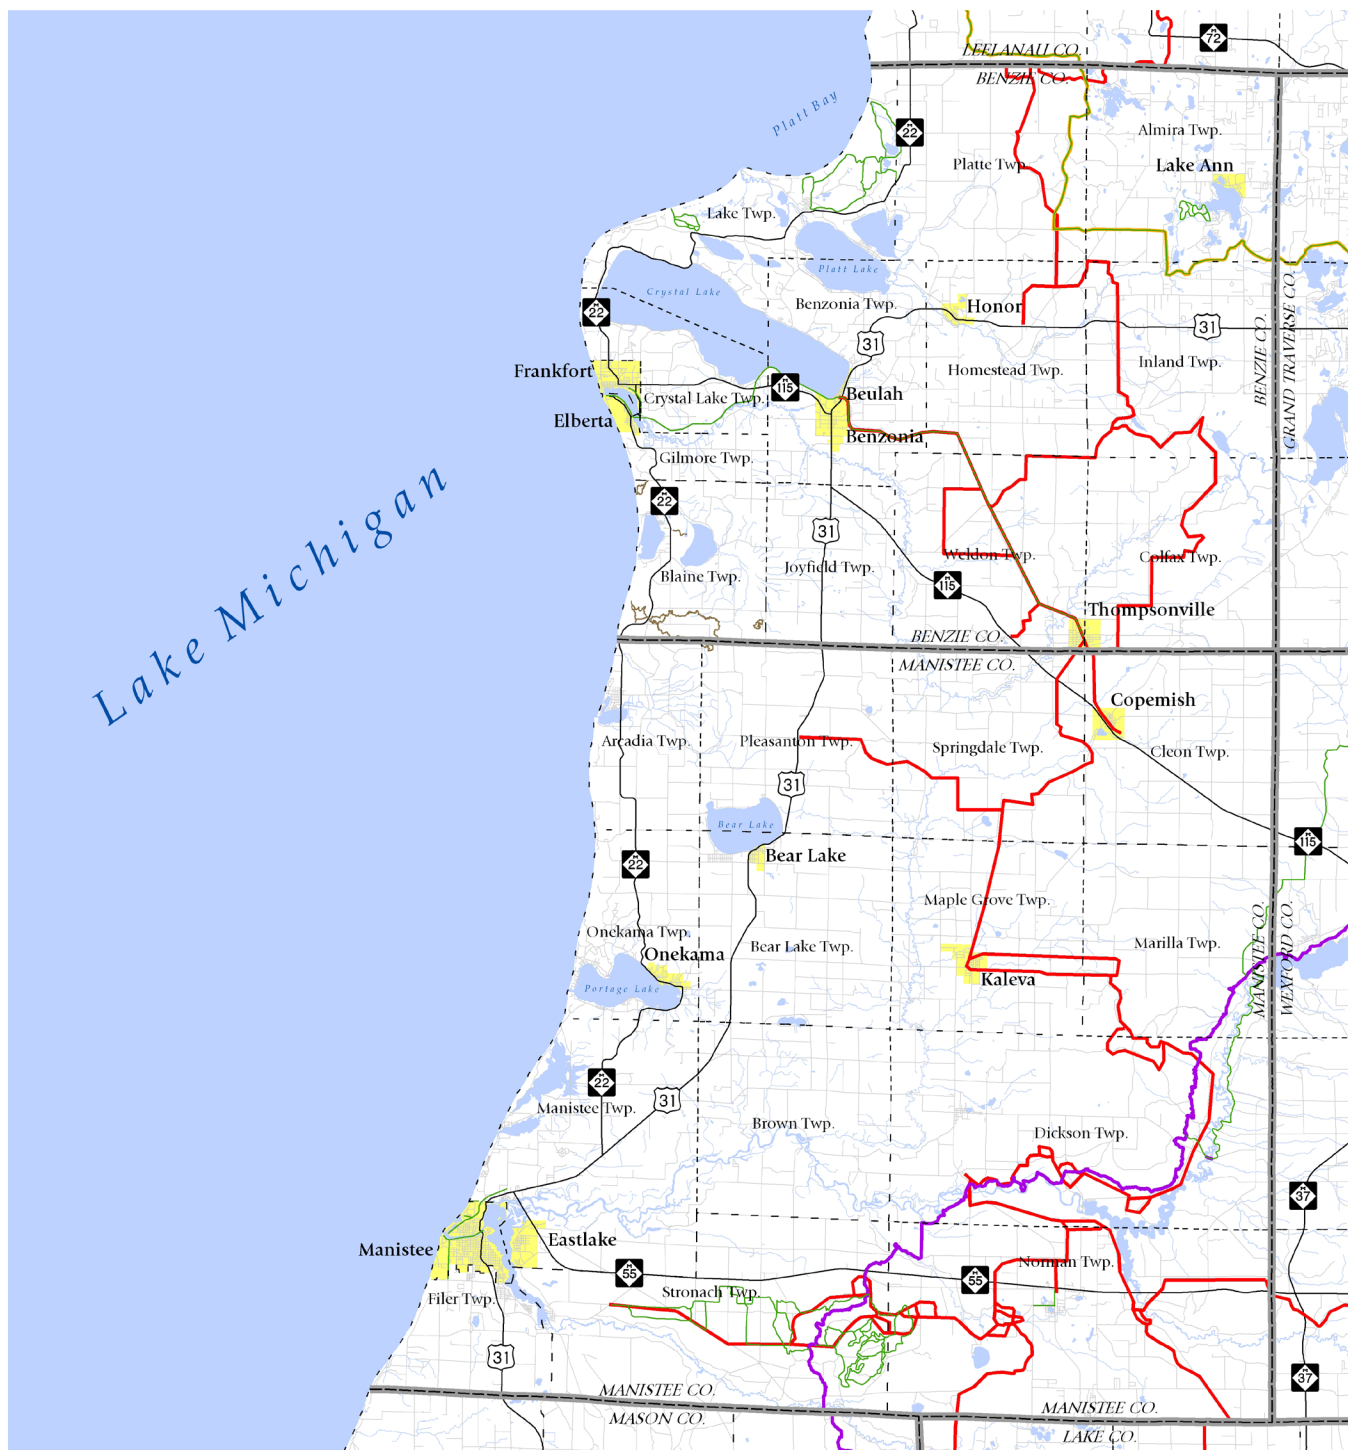 M 72
LEELANAU CO.
BENZIE CO.
Platt Bay
M 22
Almira Twp.
Platte Twp.
Lake Ann
Lake Twp.
Platt Lake
Crystal Lake
Benzonia Twp.
Honor
M 22
31
31
BENZIE CO.
GRAND TRAVERSE CO.
Inland Twp.
Frankfort
Homestead Twp.
M 115
Crystal Lake Twp.
Beulah
Elberta
Benzonia
Gilmore Twp.
Lake Michigan
M 22
31
Weldon Twp.
Colfax Twp.
Joyfield Twp.
Blaine Twp.
M 115
Thompsonville
BENZIE CO.
MANISTEE CO.
Copemish
Arcadia Twp.
Pleasanton Twp.
Springdale Twp.
Cleon Twp.
31
Bear Lake
M 115
Bear Lake
M 22
Maple Grove Twp.
Onekama Twp.
Bear Lake Twp.
Marilla Twp.
MANISTEE CO.
WEXFORD CO.
Onekama
Kaleva
Portage Lake
M 22
31
Manistee Twp.
Brown Twp.
Dickson Twp.
M 37
Manistee
Eastlake
M 55
M 55
Norman Twp.
Stronach Twp.
Filer Twp.
31
M 37
MANISTEE CO.
MASON CO.
MANISTEE CO.
LAKE CO.